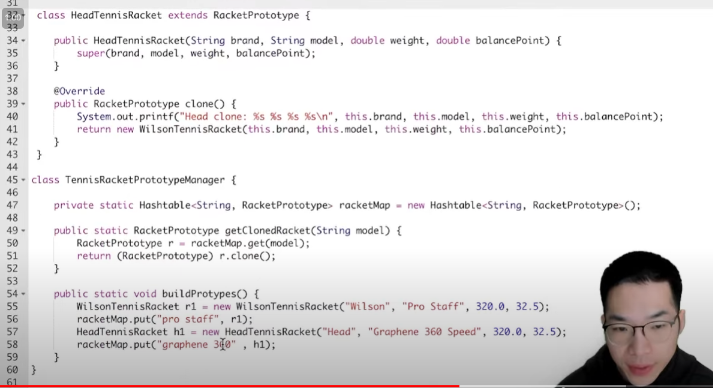 31
32 class HeadTennisRacket extends RacketPrototype {
33
34 public HeadTennisRacket(String brand, String model, double weight, double balancePoint) {
35 super(brand, model, weight, balancePoint);
36 }
37
38 @Override
39 public RacketPrototype clone() {
40 System.out.printf("Head clone: %s %s %s %s\n", this.brand, this.model, this.weight, this.balancePoint);
41 return new WilsonTennisRacket(this.brand, this.model, this.weight, this.balancePoint);
42 }
43 }
44
45 class TennisRacketPrototypeManager {
46
47 private static Hashtable<String, RacketPrototype> racketMap = new Hashtable<String, RacketPrototype>();
48
49 public static RacketPrototype getClonedRacket(String model) {
50 RacketPrototype r = racketMap.get(model);
51 return (RacketPrototype) r.clone();
52 }
53
54 public static void buildProtypes() {
55 WilsonTennisRacket r1 = new WilsonTennisRacket("Wilson", "Pro Staff", 320.0, 32.5);
56 racketMap.put("pro staff", r1);
57 HeadTennisRacket h1 = new HeadTennisRacket("Head", "Graphene 360 Speed", 320.0, 32.5);
58 racketMap.put("graphene 360" , h1);
59 }
60 }
61